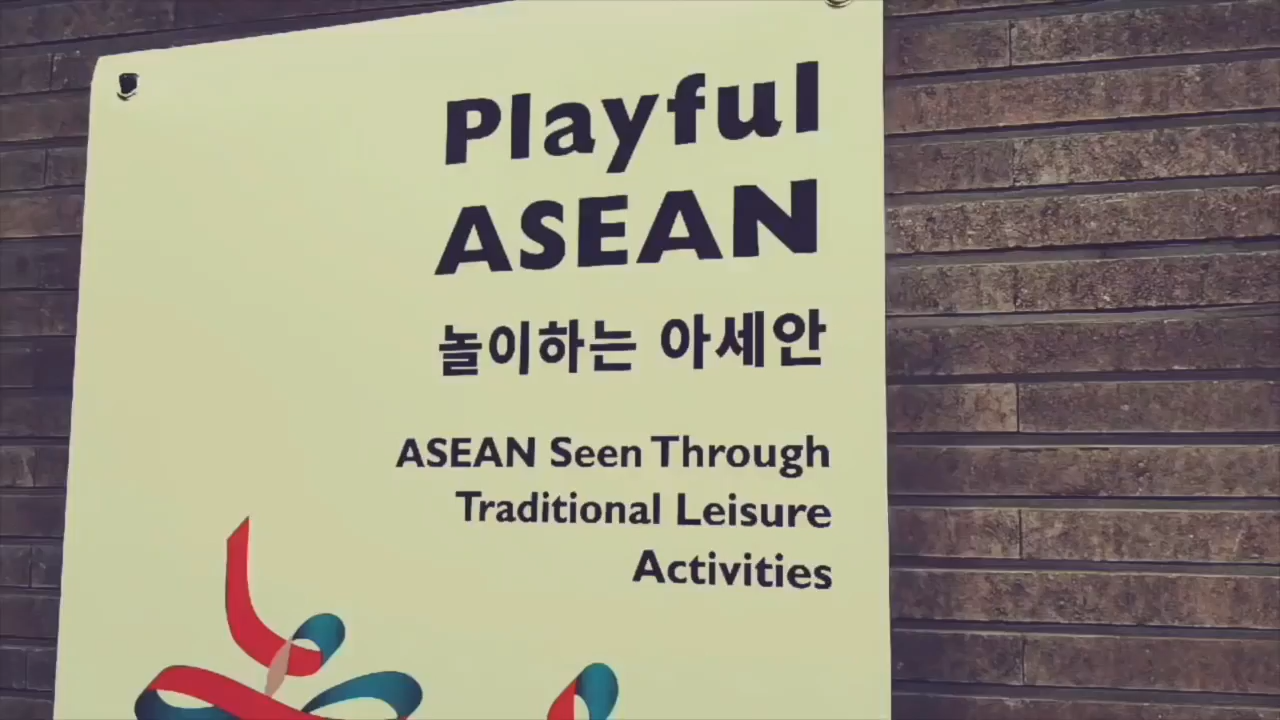 Playful
ASEAN
놀이하는 아세안
ASEAN Seen Through
Traditional Leisure
Activities